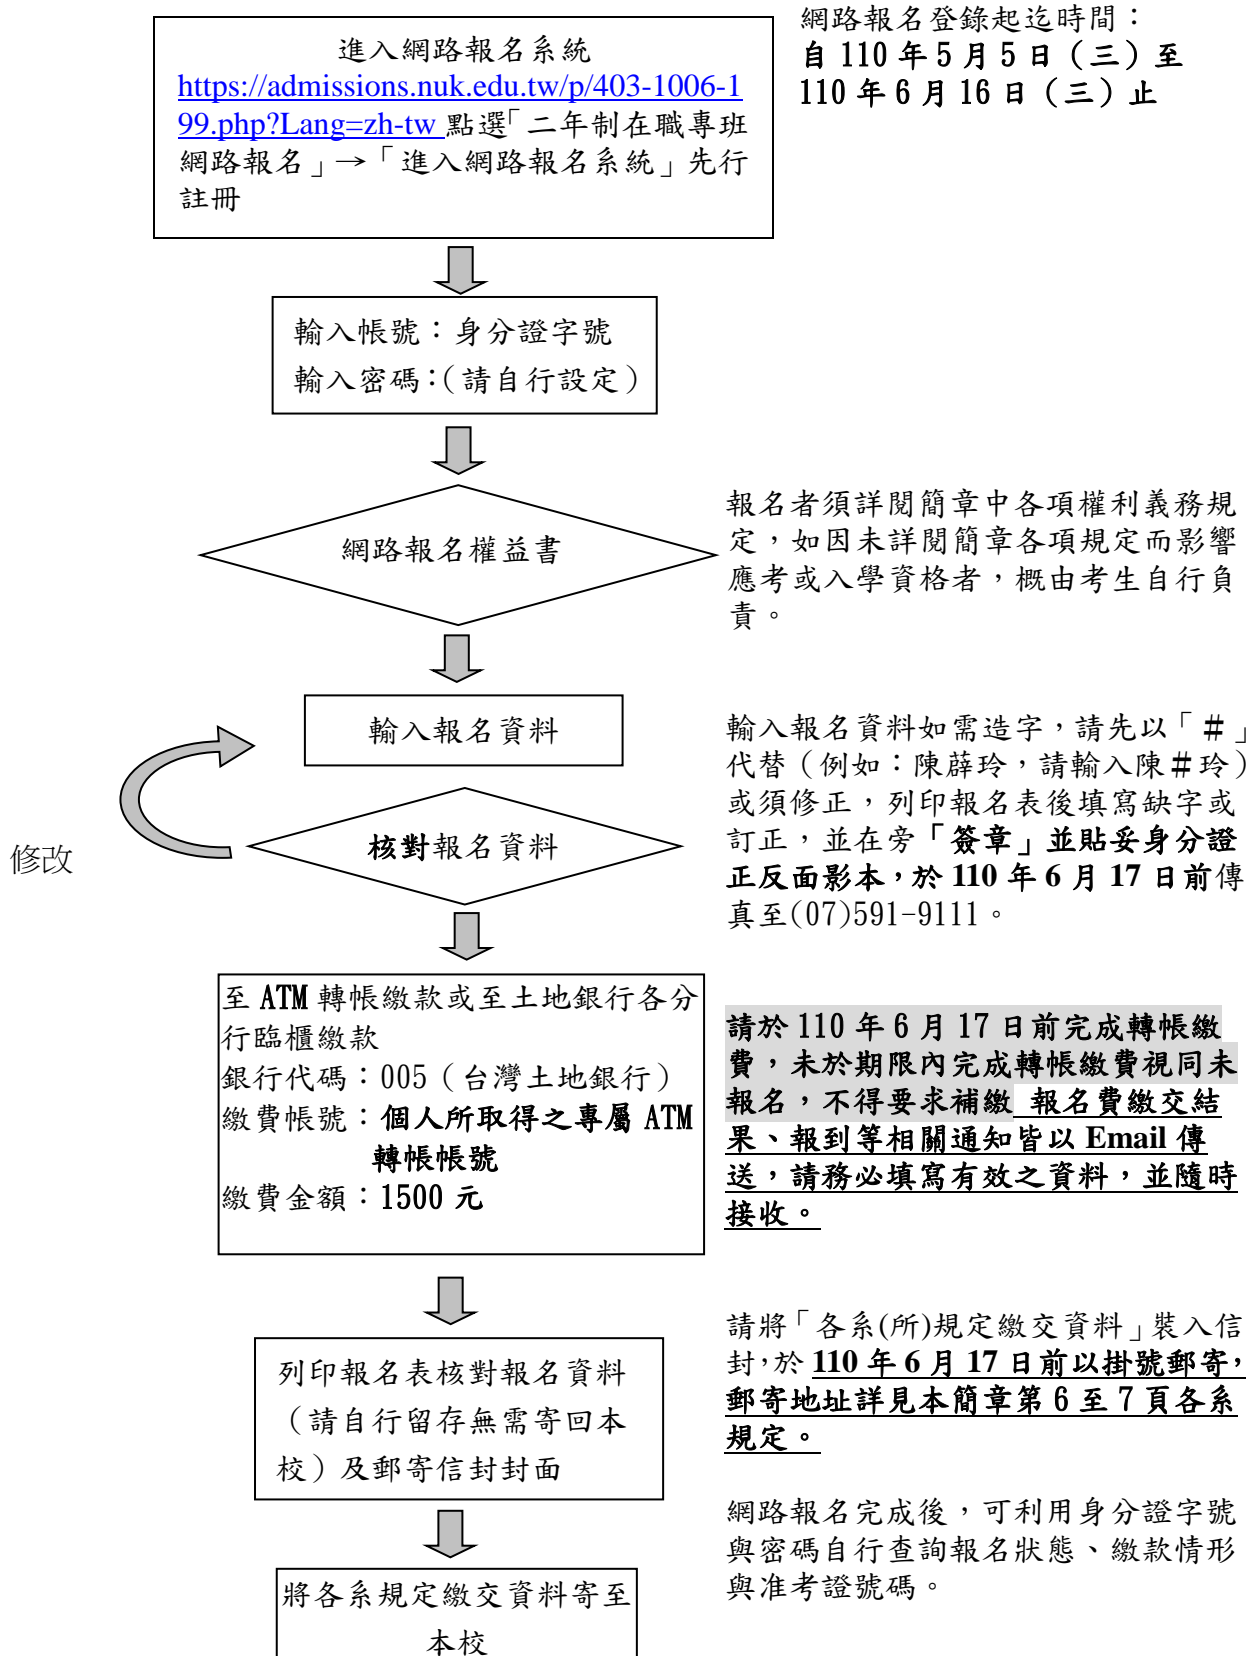 網路報名登錄起迄時間：
自 110 年 5 月 5 日（三）至
110 年 6 月 16 日（三）止
進入網路報名系統
https://admissions.nuk.edu.tw/p/403-1006-1
99.php?Lang=zh-tw 點選「二年制在職專班
網路報名」→「進入網路報名系統」先行
註冊
輸入帳號：身分證字號
輸入密碼：（請自行設定）
網路報名權益書
報名者須詳閱簡章中各項權利義務規
定，如因未詳閱簡章各項規定而影響
應考或入學資格者，概由考生自行負
責。
輸入報名資料
輸入報名資料如需造字，請先以「＃」
代替（例如：陳薜玲，請輸入陳＃玲）
或須修正，列印報名表後填寫缺字或
訂正，並在旁「簽章」並貼妥身分證
正反面影本，於 110 年 6 月 17 日前傳
真至(07)591-9111。
核對報名資料
修改
至 ATM 轉帳繳款或至土地銀行各分
行臨櫃繳款
銀行代碼：005（台灣土地銀行）
繳費帳號：個人所取得之專屬 ATM
轉帳帳號
繳費金額：1500 元
請於 110 年 6 月 17 日前完成轉帳繳
費，未於期限內完成轉帳繳費視同未
報名，不得要求補繳 報名費繳交結
果、報到等相關通知皆以 Email 傳
送，請務必填寫有效之資料，並隨時
接收。
列印報名表核對報名資料
（請自行留存無需寄回本
校）及郵寄信封封面
請將「各系(所)規定繳交資料」裝入信
封，於 110 年 6 月 17 日前以掛號郵寄，
郵寄地址詳見本簡章第 6 至 7 頁各系
規定。
網路報名完成後，可利用身分證字號
與密碼自行查詢報名狀態、繳款情形
與准考證號碼。
將各系規定繳交資料寄至
本校